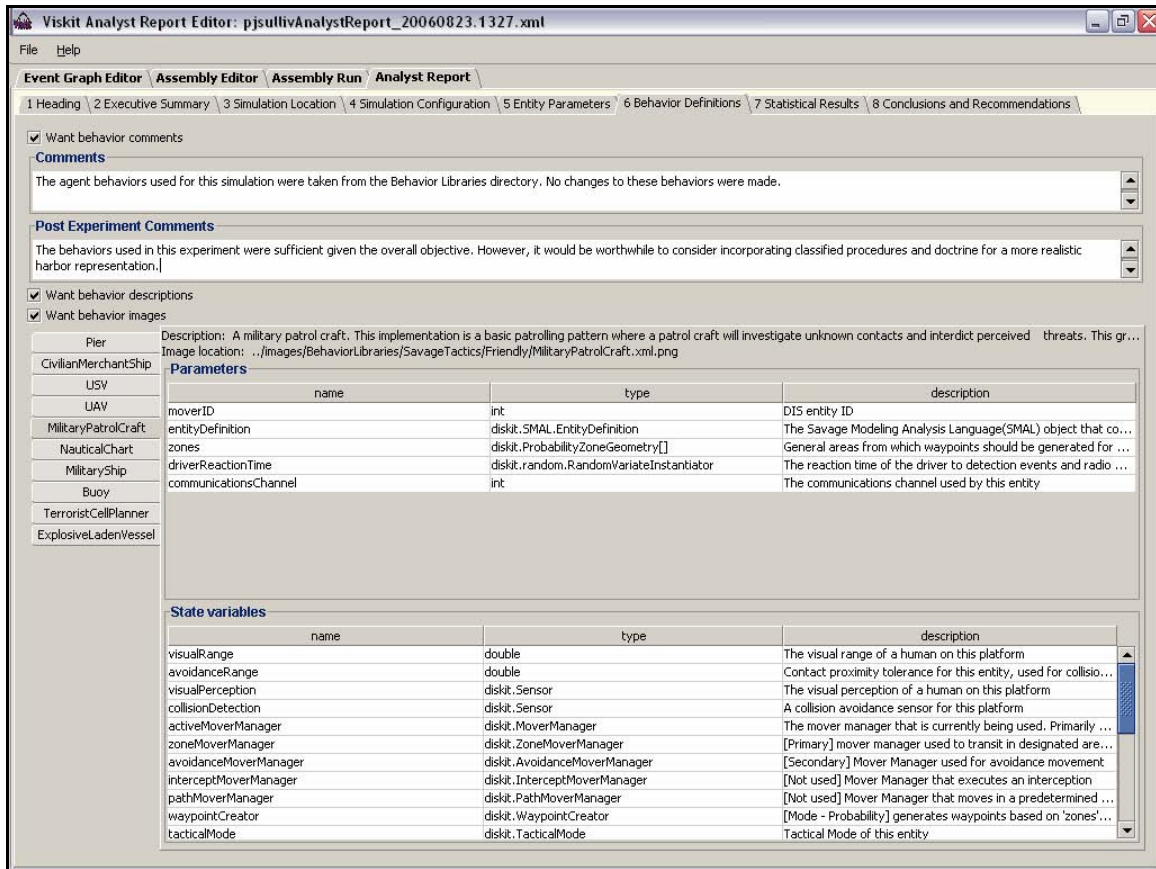 Viskit Analyst Report Editor: pjsullivAnalystReport_20060823.1327.xml
File Help
Event Graph Editor Assembly Editor Assembly Run Analyst Report
1 Heading 2 Executive Summary 3 Simulation Location 4 Simulation Configuration 5 Entity Parameters 6 Behavior Definitions 7 Statistical Results 8 Conclusions and Recommendations
Want behavior comments
Comments
The agent behaviors used for this simulation were taken from the Behavior Libraries directory. No changes to these behaviors were made.
Post Experiment Comments
The behaviors used in this experiment were sufficient given the overall objective. However, it would be worthwhile to consider incorporating classified procedures and doctrine for a more realistic
harbor representation.
Want behavior descriptions
Want behavior images
Pier
CivilianMerchantShip
USV
UAV
MilitaryPatrolCraft
NauticalChart
MilitaryShip
Buoy
TerroristCellPlanner
ExplosiveLadenVessel
Description: A military patrol craft. This implementation is a basic patrolling pattern where a patrol craft will investigate unknown contacts and interdict perceived threats. This gr...
Image location: ../images/BehaviorLibraries/SavageTactics/Friendly/MilitaryPatrolCraft.xml.png
Parameters
name type description
moverID int DIS entity ID
entityDefinition diskit.SMAL.EntityDefinition The Savage Modeling Analysis Language(SMAL) object that co...
zones diskit.ProbabilityZoneGeometry[] General areas from which waypoints should be generated for ...
driverReactionTime diskit.random.RandomVariateInstantiator The reaction time of the driver to detection events and radio ...
communicationsChannel int The communications channel used by this entity
State variables
name type description
visualRange double The visual range of a human on this platform
avoidanceRange double Contact proximity tolerance for this entity, used for collisio...
visualPerception diskit.Sensor The visual perception of a human on this platform
collisionDetection diskit.Sensor A collision avoidance sensor for this platform
activeMoverManager diskit.MoverManager The mover manager that is currently being used. Primarily ...
zoneMoverManager diskit.ZoneMoverManager [Primary] mover manager used to transit in designated are...
avoidanceMoverManager diskit.AvoidanceMoverManager [Secondary] Mover Manager used for avoidance movement
interceptMoverManager diskit.InterceptMoverManager [Not used] Mover Manager that executes an interception
pathMoverManager diskit.PathMoverManager [Not used] Mover Manager that moves in a predetermined ...
waypointCreator diskit.WaypointCreator [Mode - Probability] generates waypoints based on 'zones'...
tacticalMode diskit.TacticalMode Tactical Mode of this entity